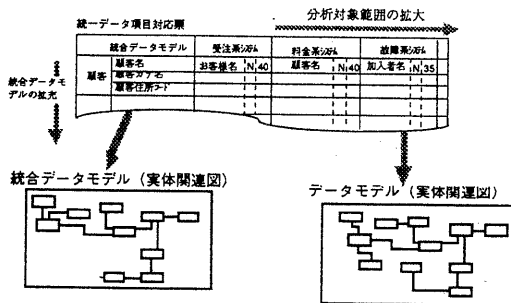 分析対象範囲の拡大
統一データ項目対応票
統合データモデル 受注系システム 料金系システム 故障系システム
顧客 顧客名 お客様名 N 40 顧客名 N 40 加入者名 N 35
顧客カナ名
顧客住所コード
統合データモ
デルの拡充
統合データモデル（実体関連図）
データモデル（実体関連図）